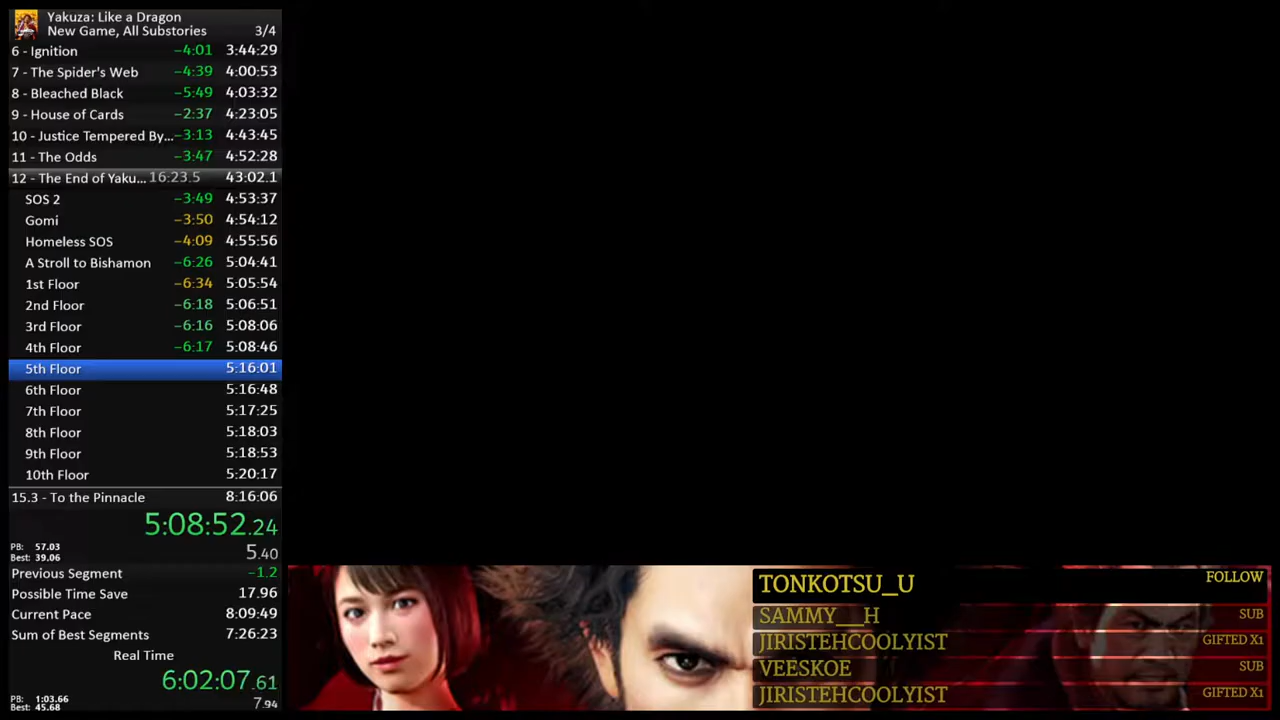 Yakuza: Like a Dragon
New Game, All Substories 3/4
6 - Ignition -4:01 3:44:29
7 - The Spider's Web -4:39 4:00:53
8 - Bleached Black -5:49 4:03:32
9 - House of Cards -2:37 4:23:05
10 - Justice Tempered By... -3:13 4:43:45
11 - The Odds -3:47 4:52:28
12 - The End of Yaku... 16:23.5 43:02.1
SOS 2 -3:49 4:53:37
Gomi -3:50 4:54:12
Homeless SOS -4:09 4:55:56
A Stroll to Bishamon -6:26 5:04:41
1st Floor -6:34 5:05:54
2nd Floor -6:18 5:06:51
3rd Floor -6:16 5:08:06
4th Floor -6:17 5:08:46
5th Floor 5:16:01
6th Floor 5:16:48
7th Floor 5:17:25
8th Floor 5:18:03
9th Floor 5:18:53
10th Floor 5:20:17
15.3 - To the Pinnacle 8:16:06
5:08:52.24
PB: 57.03
Best: 39.06 5.40
Previous Segment -1.2
Possible Time Save 17.96
Current Pace 8:09:49
Sum of Best Segments 7:26:23
Real Time
6:02:07.61
PB: 1:03.66
Best: 45.68 7.94
TONKOTSU_U FOLLOW
SAMMY__H SUB
JIRISTEHCOOLYIST GIFTED X1
VEESKOE SUB
JIRISTEHCOOLYIST GIFTED X1